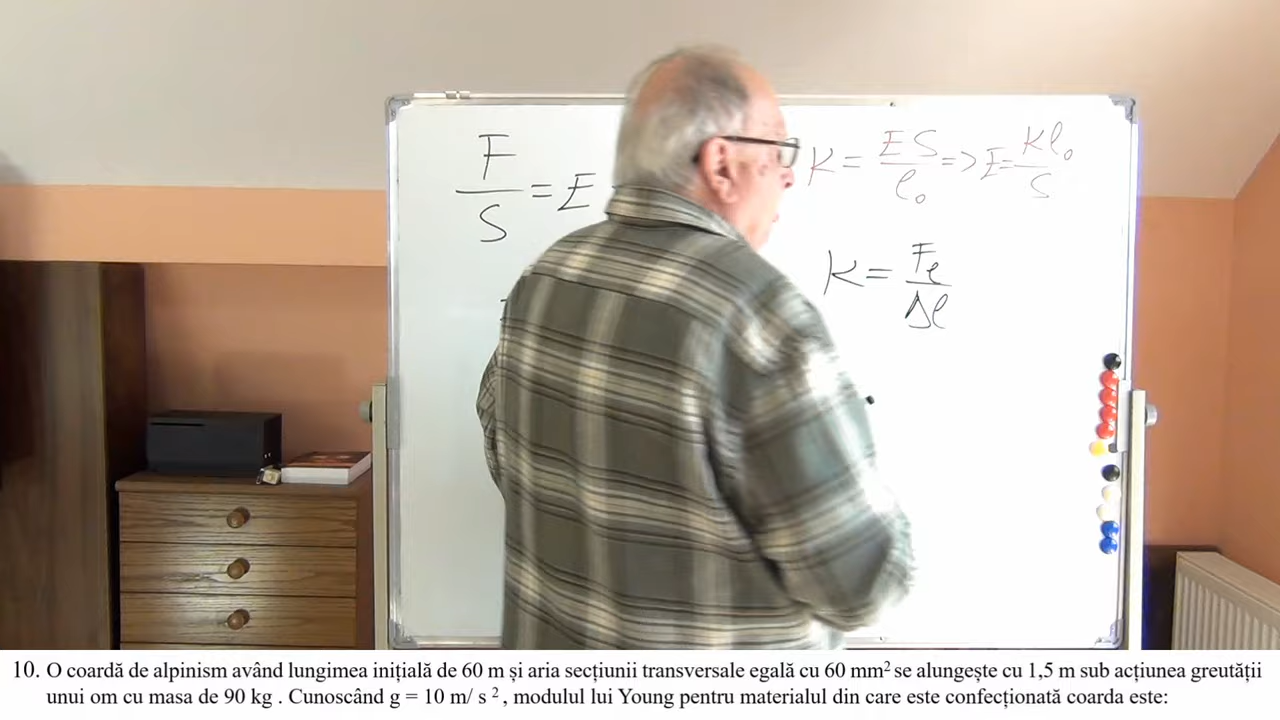 F/S = E
K = ES/l₀ => E = Kl₀/S
K = Fe/Δl
10. O coardă de alpinism având lungimea inițială de 60 m și aria secțiunii transversale egală cu 60 mm² se alungește cu 1,5 m sub acțiunea greutății
unui om cu masa de 90 kg . Cunoscând g = 10 m/ s ² , modulul lui Young pentru materialul din care este confecționată coarda este: